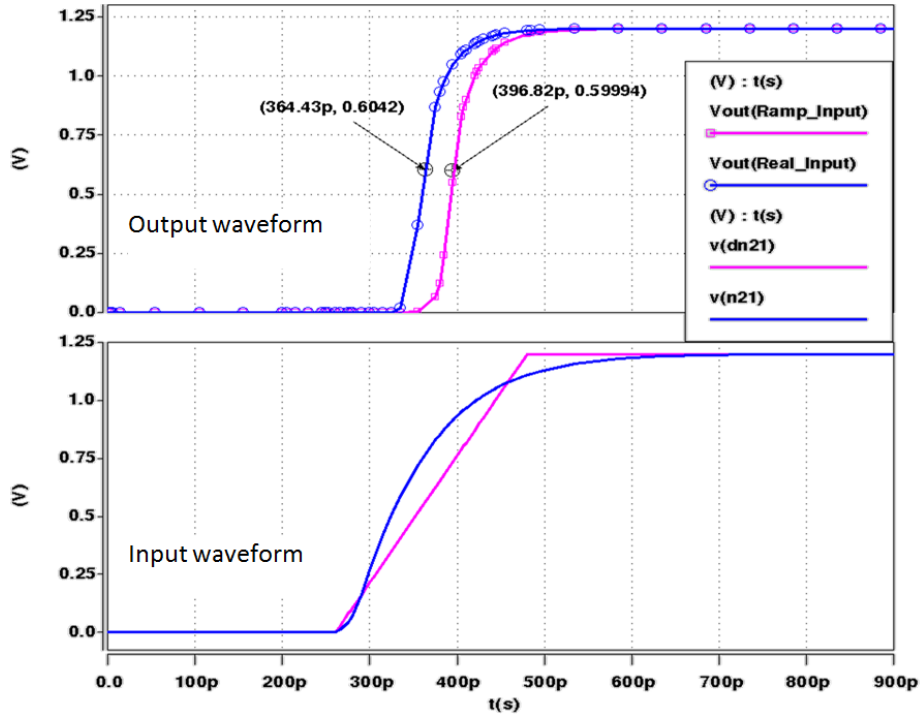 1.25
1.0
0.75
0.5
0.25
0.0
(V)
(364.43p, 0.6042)
(396.82p, 0.59994)
Output waveform
(V) : t(s)
Vout(Ramp_Input)
Vout(Real_Input)
(V) : t(s)
v(dn21)
v(n21)
1.25
1.0
0.75
0.5
0.25
0.0
(V)
Input waveform
0.0 100p 200p 300p 400p 500p 600p 700p 800p 900p
t(s)